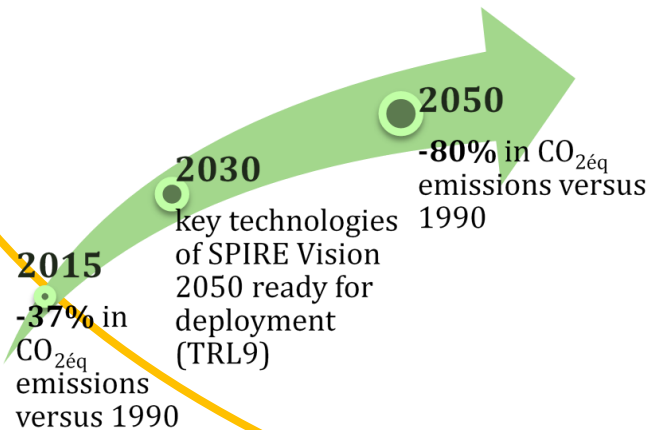 2015
-37% in
CO2éq
emissions
versus 1990
2030
key technologies
of SPIRE Vision
2050 ready for
deployment
(TRL9)
2050
-80% in CO2éq
emissions versus
1990